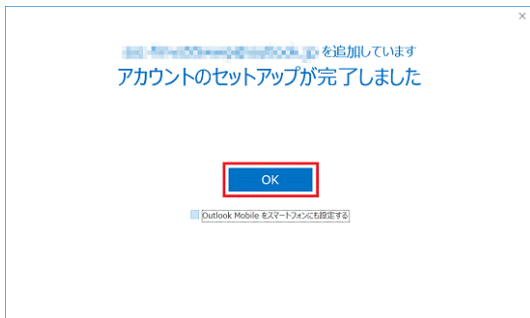 を追加しています
アカウントのセットアップが完了しました
OK
Outlook Mobile をスマートフォンにも設定する